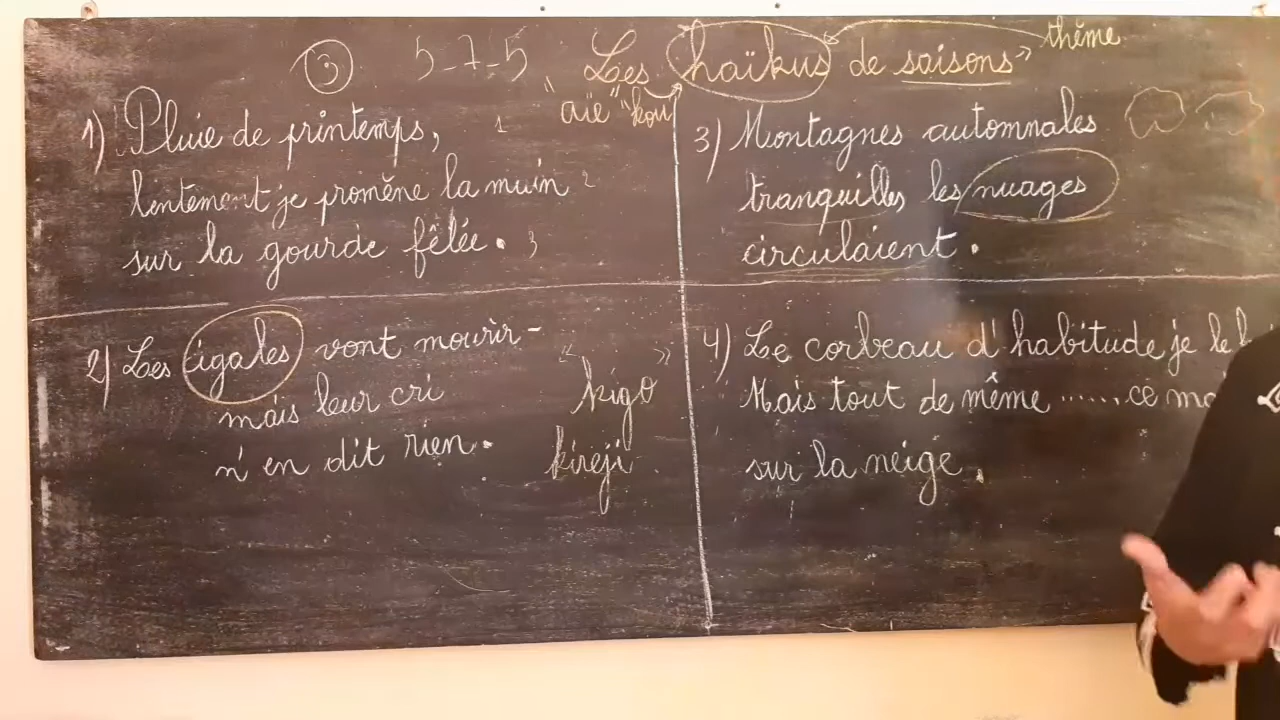 ③ 5-7-5 Les haïkus de saisons" thème
"aïe" "kou"
1) Pluie de printemps, 1
lentement je promène la main 2
sur la gourde fêlée. 3
2) Les cigales vont mourir -
mais leur cri
n'en dit rien.
"kigo"
kireji
3) Montagnes automnales
tranquilles, les nuages
circulaient.
4) Le corbeau d'habitude je le
Mais tout de même ...... ce
sur la neige.